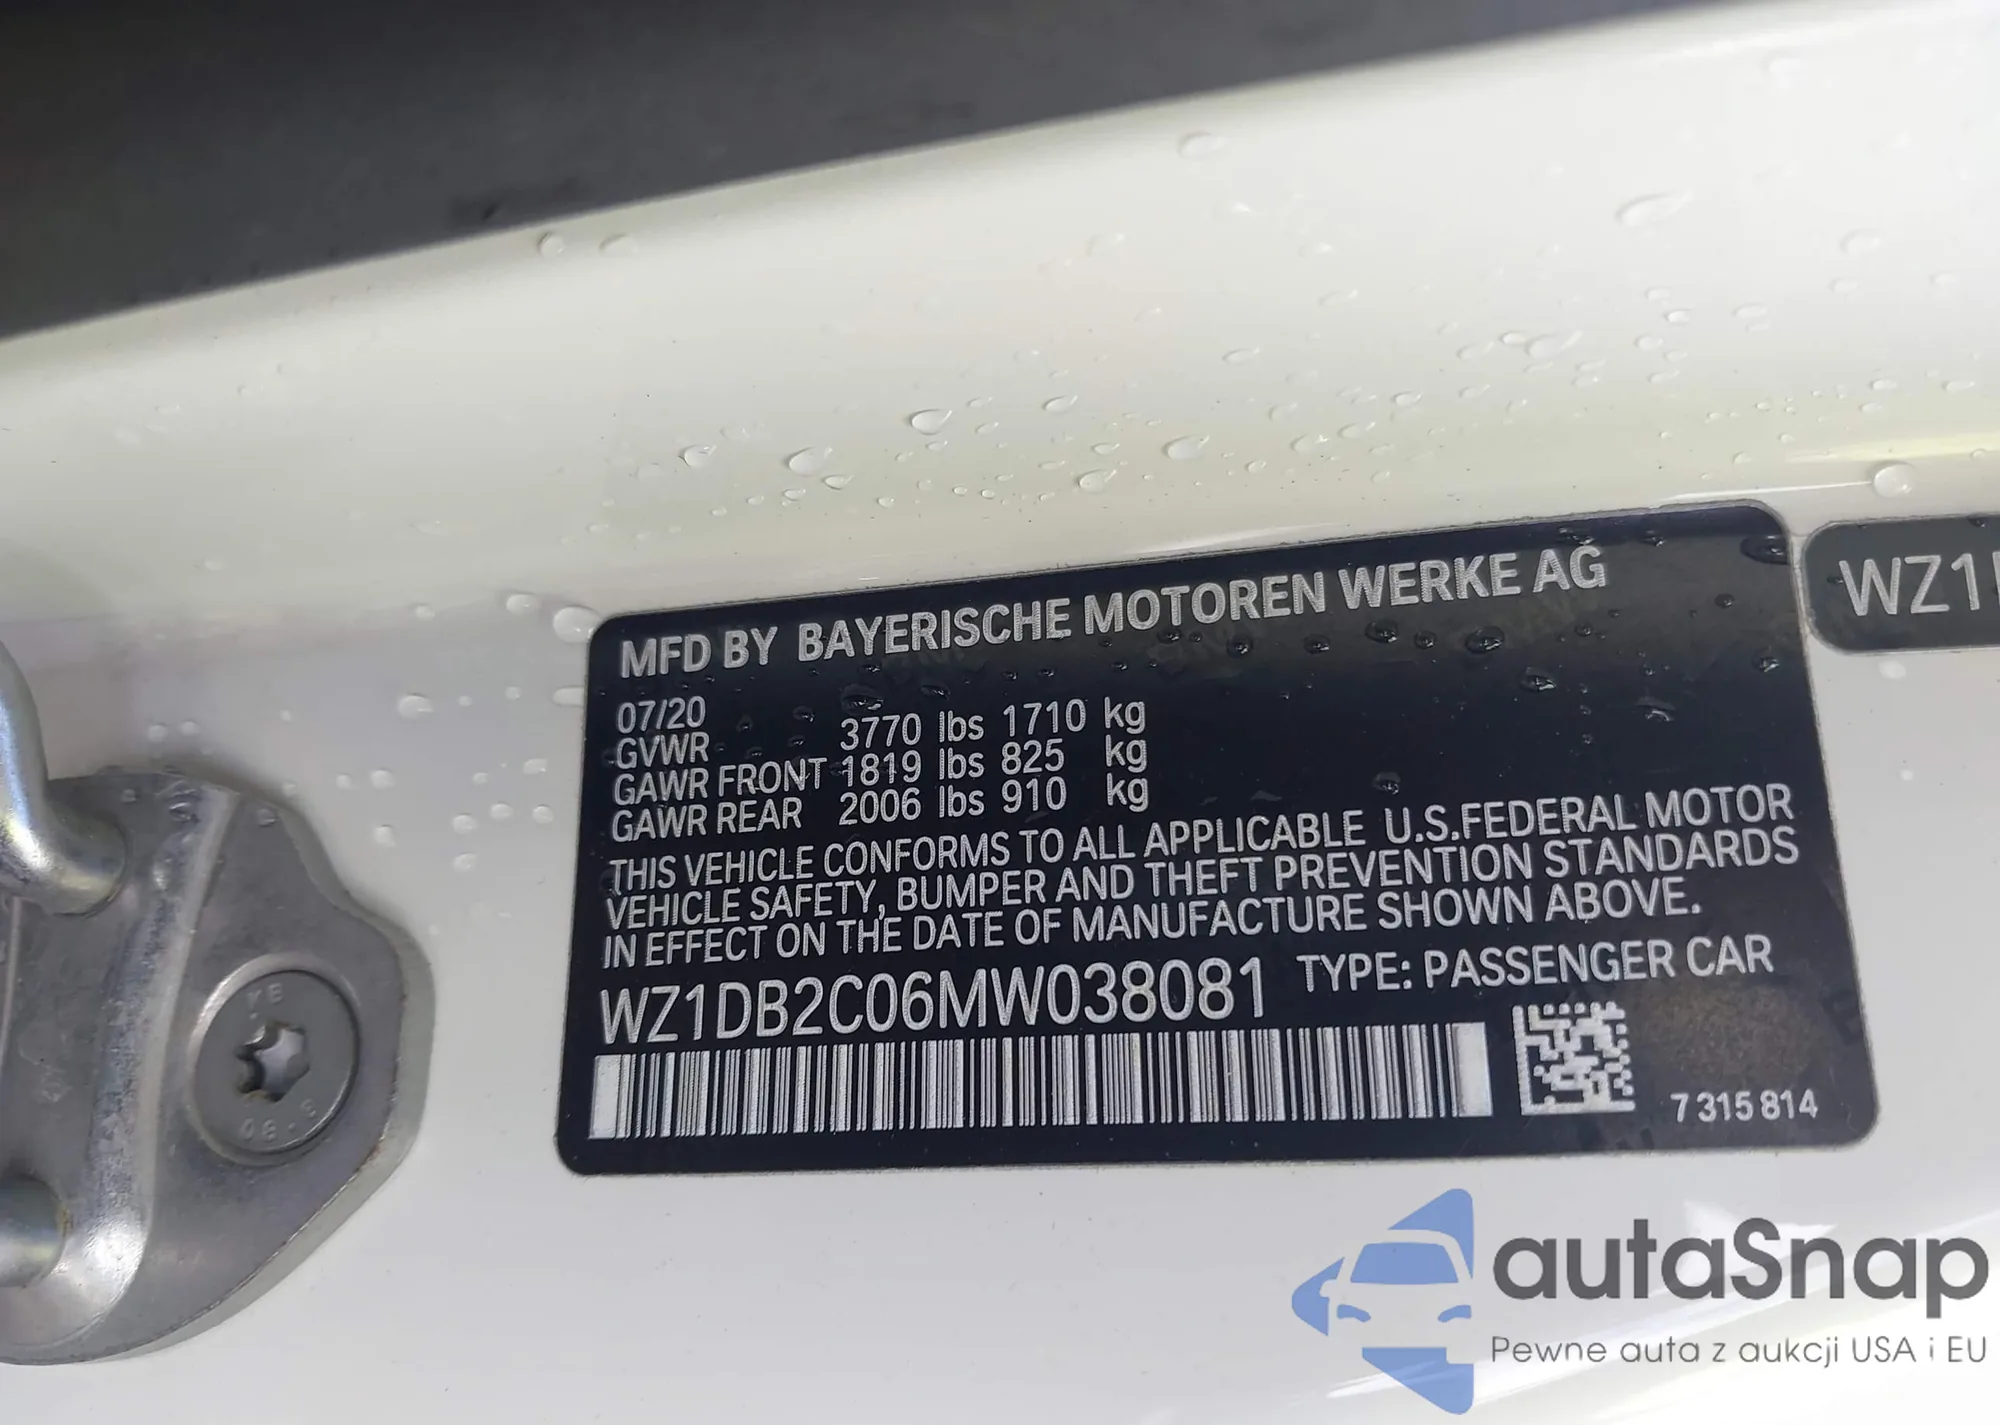 MFD BY BAYERISCHE MOTOREN WERKE AG
07/20
GVWR 3770 lbs 1710 kg
GAWR FRONT 1819 lbs 825 kg
GAWR REAR 2006 lbs 910 kg
THIS VEHICLE CONFORMS TO ALL APPLICABLE U.S.FEDERAL MOTOR
VEHICLE SAFETY, BUMPER AND THEFT PREVENTION STANDARDS
IN EFFECT ON THE DATE OF MANUFACTURE SHOWN ABOVE.
WZ1DB2C06MW038081 TYPE: PASSENGER CAR
7 315 814
WZ1
autaSnap
Pewne auta z aukcji USA i EU